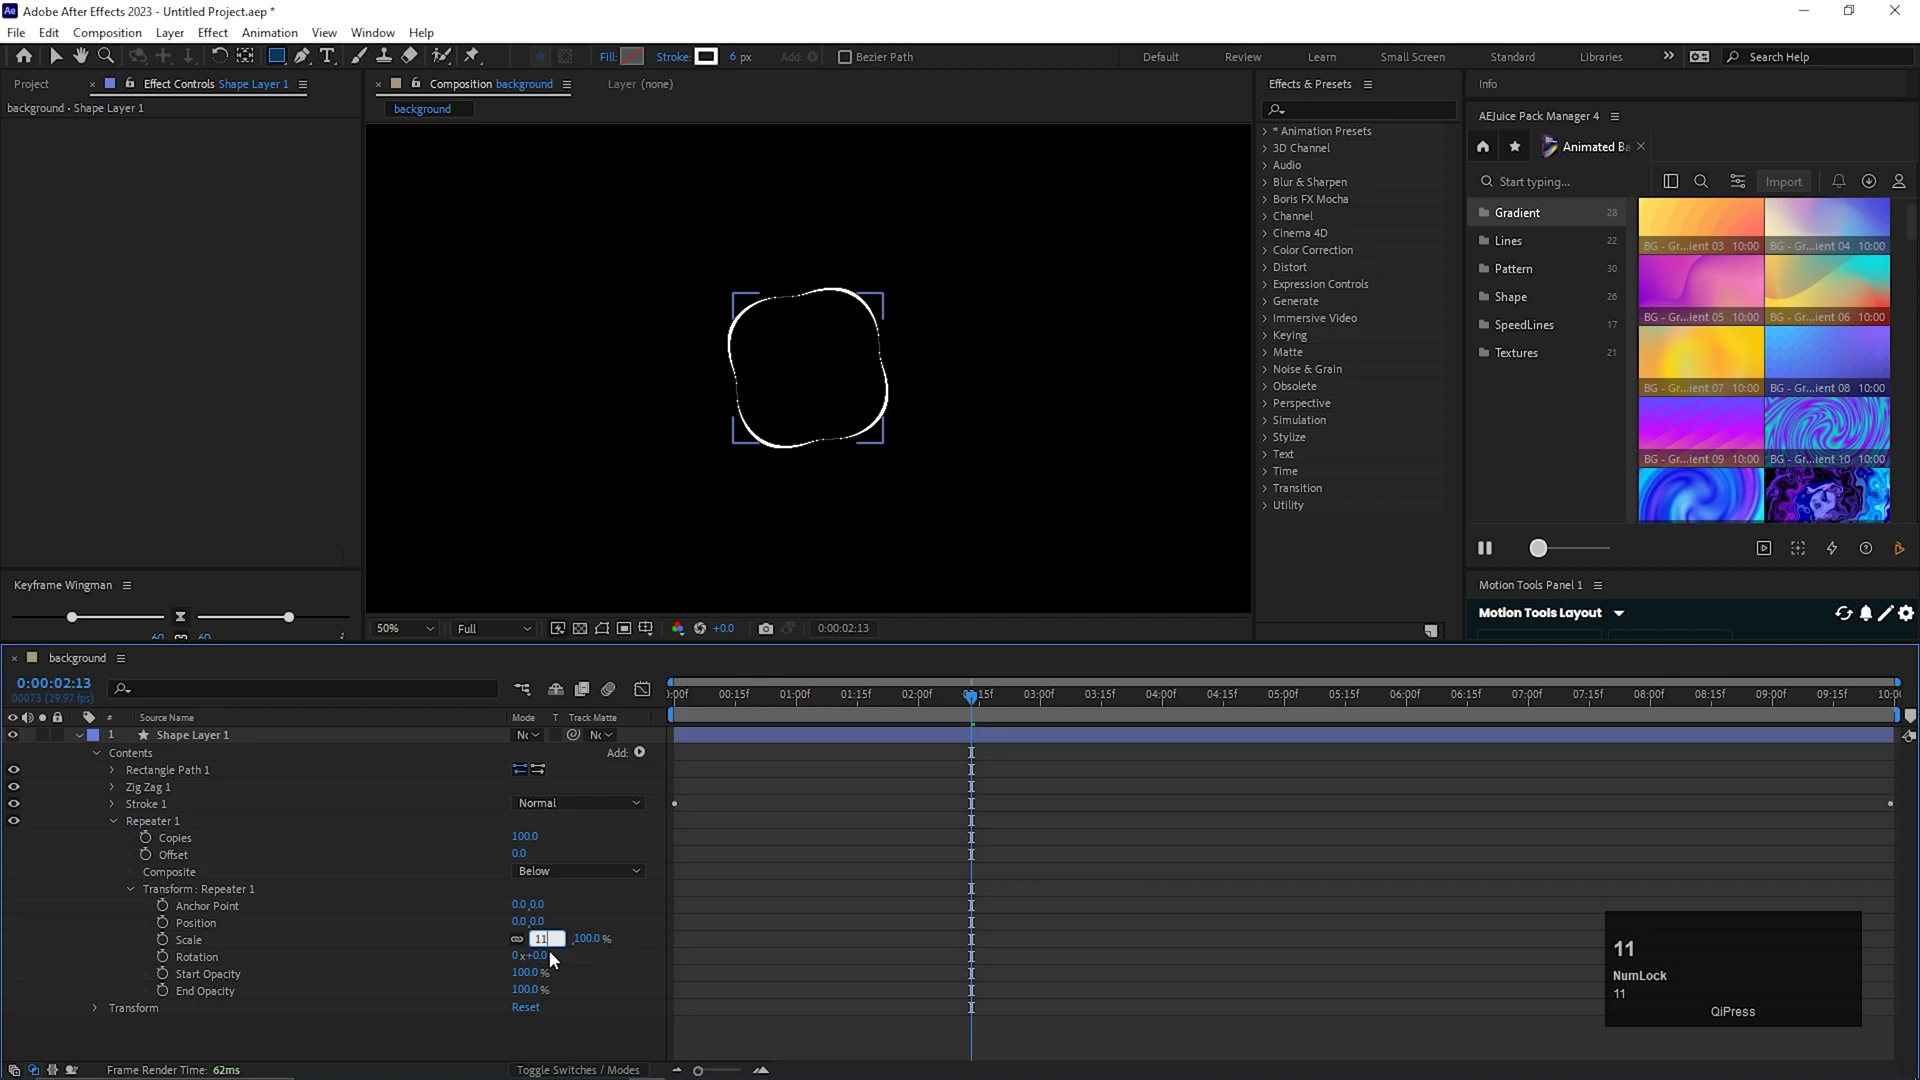 Adobe After Effects 2023 - Untitled Project.aep *
File Edit Composition Layer Effect Animation View Window Help
Fill: Stroke: 6 px Add: Bezier Path Default Review Learn Small Screen Standard Libraries Search Help
Project Effect Controls Shape Layer 1
background • Shape Layer 1
Composition background Layer (none)
background
Effects & Presets
* Animation Presets
3D Channel
Audio
Blur & Sharpen
Boris FX Mocha
Channel
Cinema 4D
Color Correction
Distort
Expression Controls
Generate
Immersive Video
Keying
Matte
Noise & Grain
Obsolete
Perspective
Simulation
Stylize
Text
Time
Transition
Utility
Info
AEJuice Pack Manager 4
Animated Ba
Start typing... Import
Gradient 28
Lines 22
Pattern 30
Shape 26
SpeedLines 17
Textures 21
BG - Gr...ient 03 10:00 BG - Gr...ient 04 10:00
BG - Gr...ient 05 10:00 BG - Gr...ient 06 10:00
BG - Gr...ient 07 10:00 BG - Gr...ient 08 10:00
BG - Gr...ient 09 10:00 BG - Gr...ient 10 10:00
Keyframe Wingman
60 60
50% Full +0.0 0:00:02:13
Motion Tools Panel 1
Motion Tools Layout
background
0:00:02:13
00073 (29.97 fps)
:00f 00:15f 01:00f 01:15f 02:00f 02:15f 03:00f 03:15f 04:00f 04:15f 05:00f 05:15f 06:00f 06:15f 07:00f 07:15f 08:00f 08:15f 09:00f 09:15f 10:00
# Source Name Mode T Track Matte
1 Shape Layer 1 No No
Contents Add:
Rectangle Path 1
Zig Zag 1
Stroke 1 Normal
Repeater 1
Copies 100.0
Offset 0.0
Composite Below
Transform : Repeater 1
Anchor Point 0.0,0.0
Position 0.0,0.0
Scale 11 ,100.0 %
Rotation 0x+0.0
Start Opacity 100.0 %
End Opacity 100.0 %
Transform Reset
11
NumLock
11
QiPress
Frame Render Time: 62ms Toggle Switches / Modes